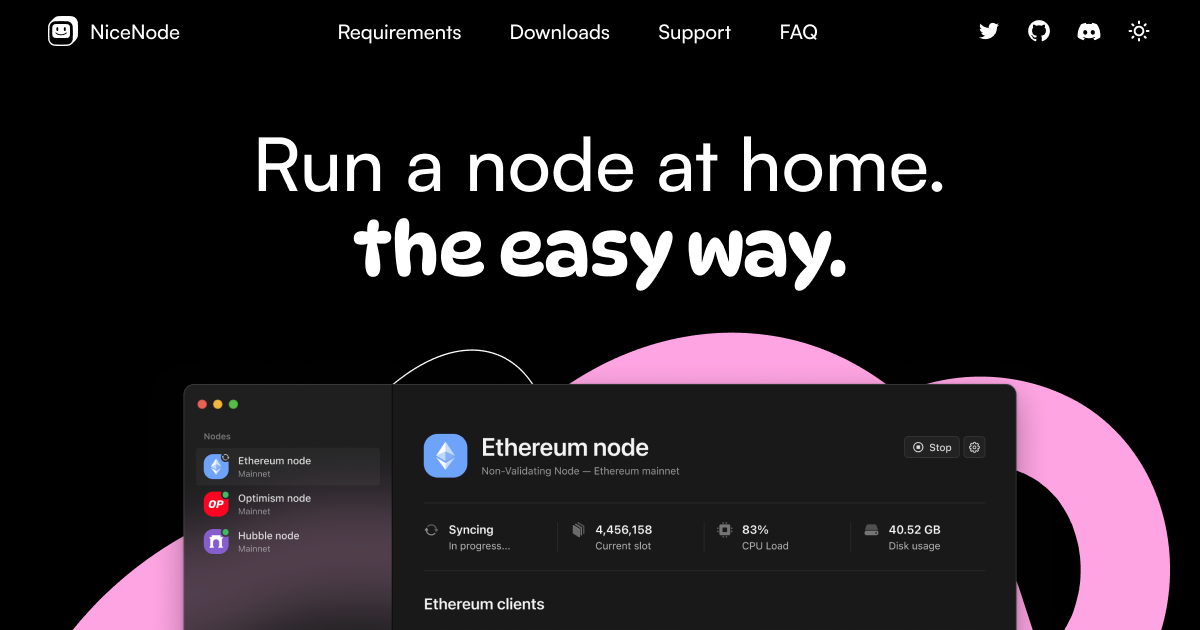 NiceNode
Requirements Downloads Support FAQ
Run a node at home.
the easy way.
Nodes
Ethereum node
Mainnet
OP
Optimism node
Mainnet
Hubble node
Mainnet
Ethereum node
Non-Validating Node — Ethereum mainnet
Stop
Syncing
In progress...
4,456,158
Current slot
83%
CPU Load
40.52 GB
Disk usage
Ethereum clients